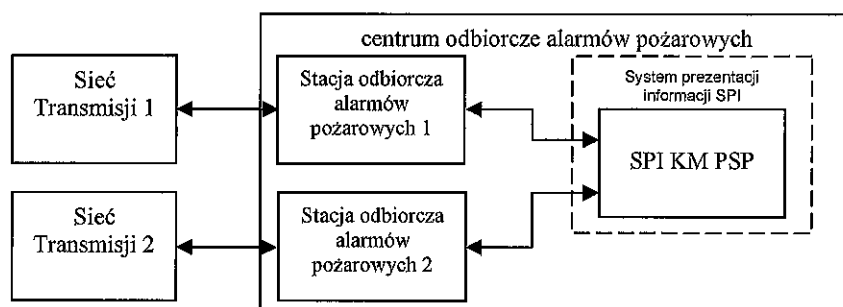 centrum odbiorcze alarmów pożarowych
Sieć
Transmisji 1
Stacja odbiorcza
alarmów
pożarowych 1
System prezentacji
informacji SPI
SPI KM PSP
Sieć
Transmisji 2
Stacja odbiorcza
alarmów
pożarowych 2